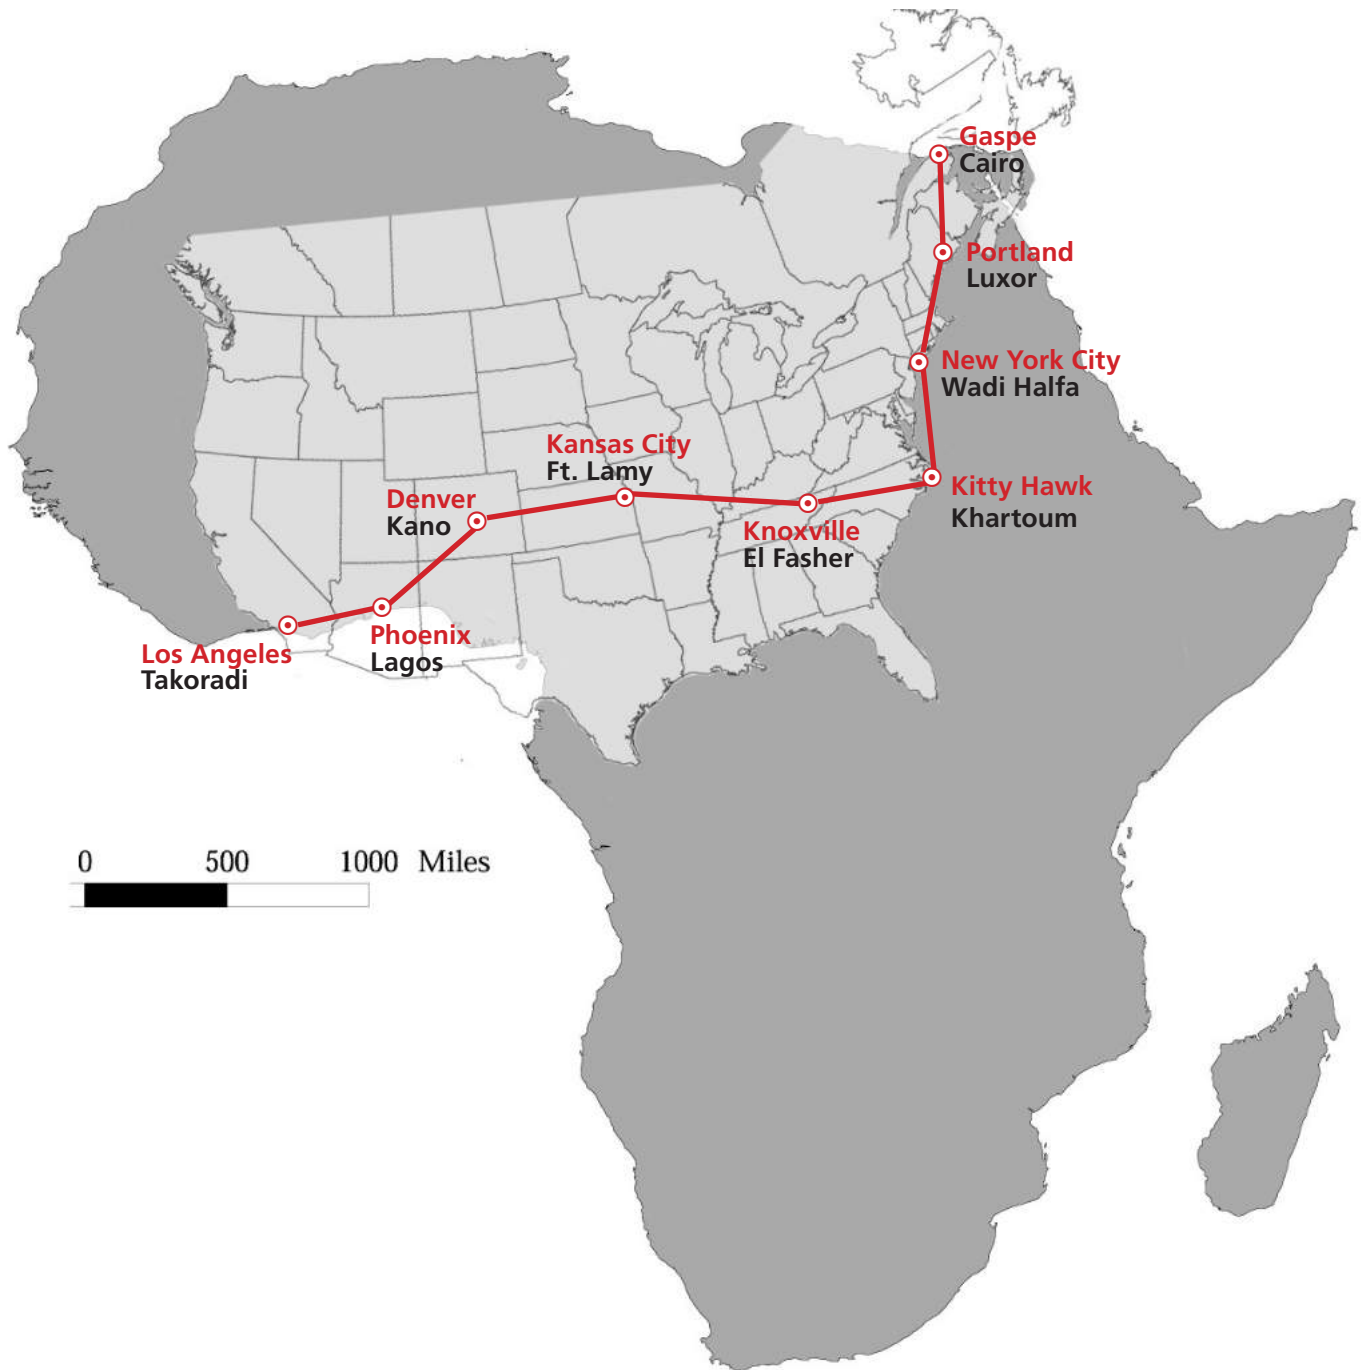 Gaspe
Cairo
Portland
Luxor
New York City
Wadi Halfa
Kansas City
Ft. Lamy
Denver
Kano
Kitty Hawk
Khartoum
Knoxville
El Fasher
Phoenix
Lagos
Los Angeles
Takoradi
0 500 1000 Miles